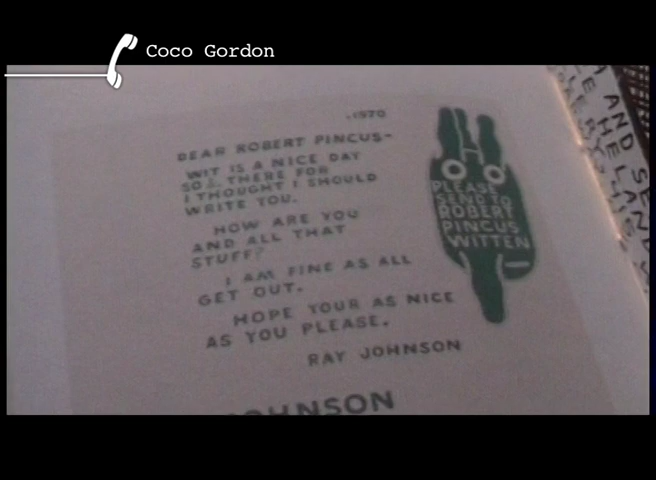 Coco Gordon
.1970
DEAR ROBERT PINCUS-
WIT IS A NICE DAY
SO I THERE FOR
I THOUGHT I SHOULD
WRITE YOU.
HOW ARE YOU
AND ALL THAT
STUFF?
I AM FINE AS ALL
GET OUT.
HOPE YOUR AS NICE
AS YOU PLEASE.
RAY JOHNSON
JOHNSON
PLEASE
SEND TO
ROBERT
PINCUS
WITTEN
AND SEND